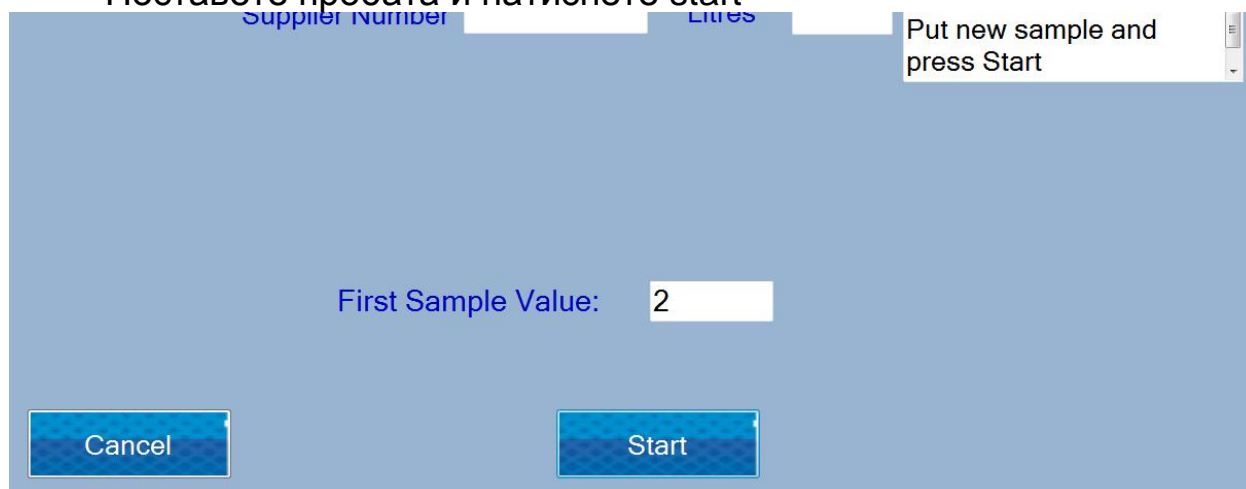 Поставете пробата и натиснете start
Supplier Number
Litres
Put new sample and
press Start
First Sample Value: 2
Cancel
Start